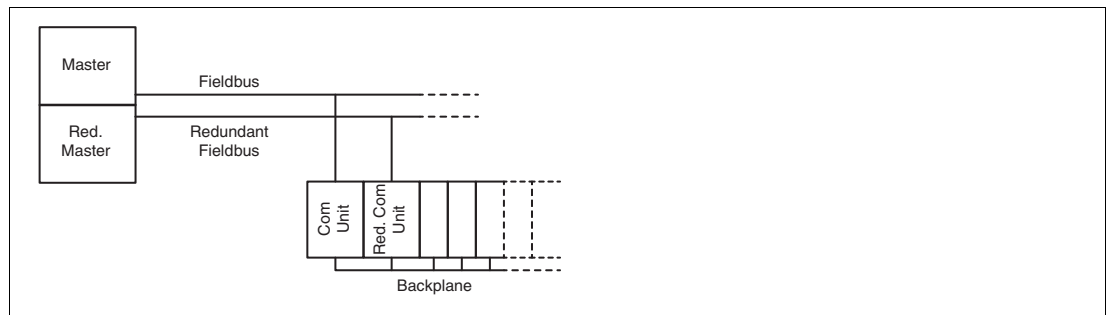 Master
Fieldbus
Red.
Master
Redundant
Fieldbus
Com
Unit
Red. Com
Unit
Backplane